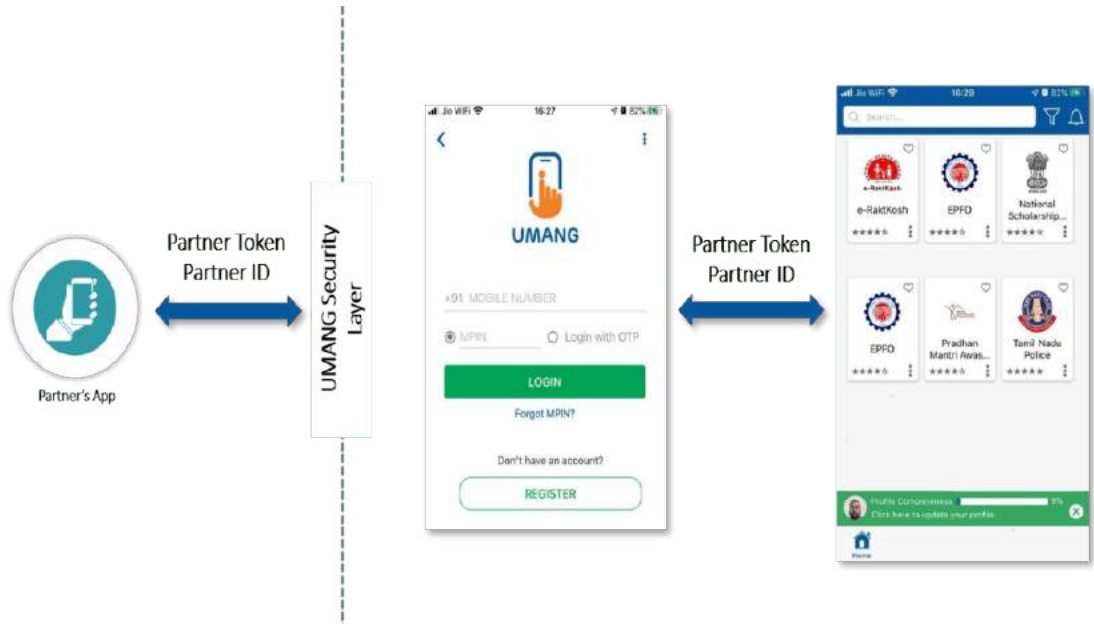 Partner's App
Partner Token
Partner ID
UMANG Security
Layer
Jio WiFi
16:27
82%
UMANG
+91 MOBILE NUMBER
MPIN
Login with OTP
LOGIN
Forgot MPIN?
Don't have an account?
REGISTER
Partner Token
Partner ID
Jio WiFi
16:29
82%
Search...
e-RaktKosh
e-RaktKosh
EPFO
National
Scholarship...
EPFO
Pradhan
Mantri Awas...
Tamil Nadu
Police
Profile Completeness
Click here to update your profile
Home